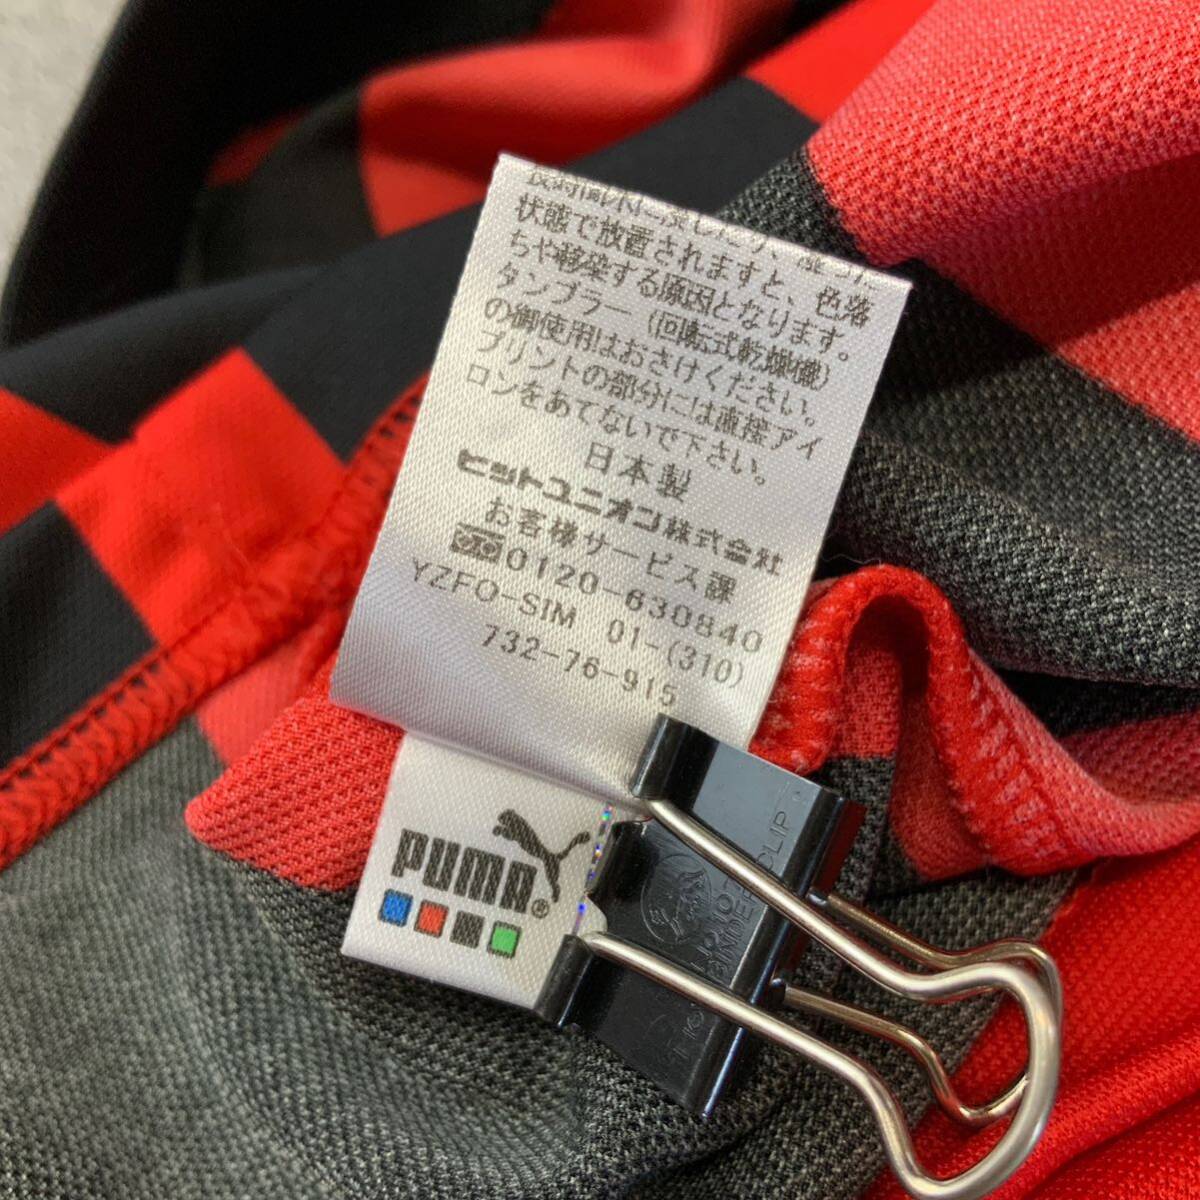 状態で放置されますと、色落
ちや移染する原因となります。
タンブラー(回転式乾燥機)
の御使用はおさけください。
プリントの部分には直接アイ
ロンをあてないで下さい。
日本製
ヒットユニオン株式会社
お客様サービス課
0120-630840
YZFO-SIM 01-(310)
732-76-915
PUMA®
CLIP